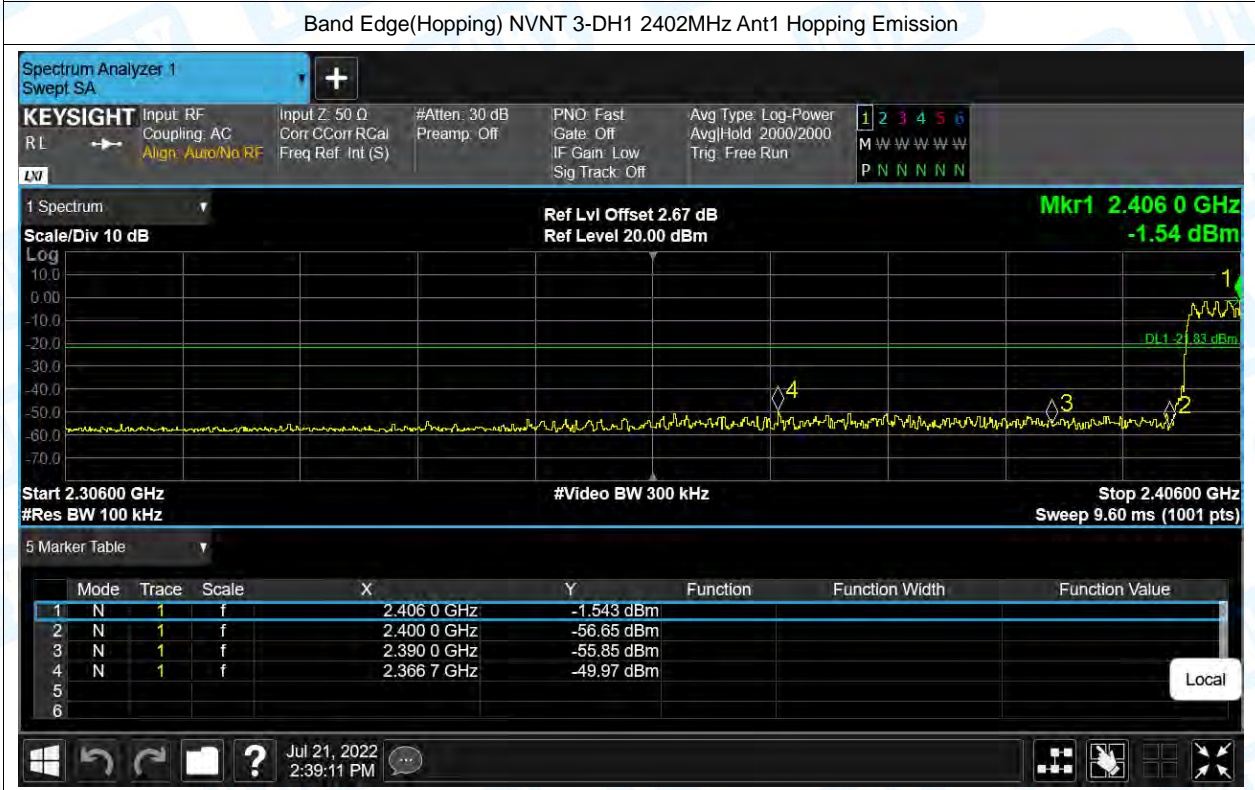 Band Edge(Hopping) NVNT 3-DH1 2402MHz Ant1 Hopping Emission
Spectrum Analyzer 1
Swept SA
+
KEYSIGHT Input: RF Input Z: 50 Ω #Atten: 30 dB PNO: Fast Avg Type: Log-Power 1 2 3 4 5 6
RL Coupling: AC Corr CCorr RCal Preamp: Off Gate: Off Avg|Hold: 2000/2000 M W W W W W
Align: Auto/No RF Freq Ref: Int (S) IF Gain: Low Trig: Free Run
LXI Sig Track: Off P N N N N N
1 Spectrum Ref Lvl Offset 2.67 dB Mkr1 2.406 0 GHz
Scale/Div 10 dB Ref Level 20.00 dBm -1.54 dBm
Log
10.0 1
0.00
-10.0
-20.0 DL1 -21.83 dBm
-30.0
-40.0 4
-50.0 3 2
-60.0
-70.0
Start 2.30600 GHz #Video BW 300 kHz Stop 2.40600 GHz
#Res BW 100 kHz Sweep 9.60 ms (1001 pts)
5 Marker Table
Mode Trace Scale X Y Function Function Width Function Value
1 N 1 f 2.406 0 GHz -1.543 dBm
2 N 1 f 2.400 0 GHz -56.65 dBm
3 N 1 f 2.390 0 GHz -55.85 dBm
4 N 1 f 2.366 7 GHz -49.97 dBm
5
6
Local
? Jul 21, 2022
2:39:11 PM